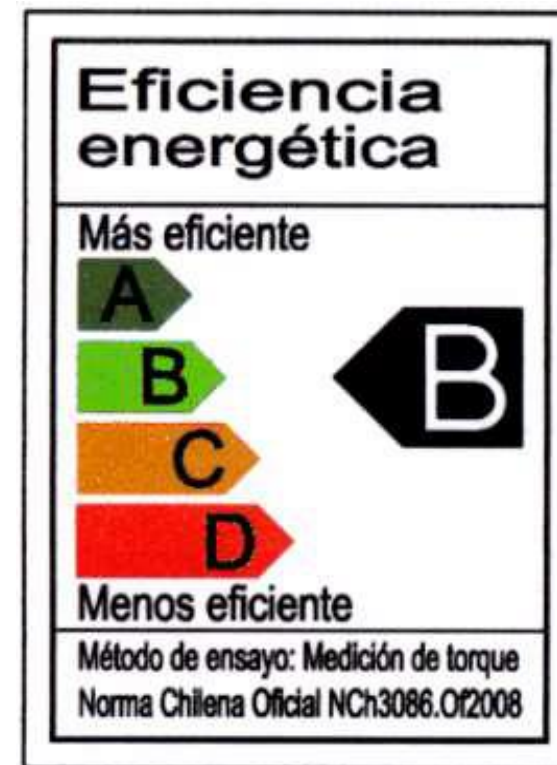 Eficiencia
energética
Más eficiente
A
B
B
C
D
Menos eficiente
Método de ensayo: Medición de torque
Norma Chilena Oficial NCh3086.Of2008